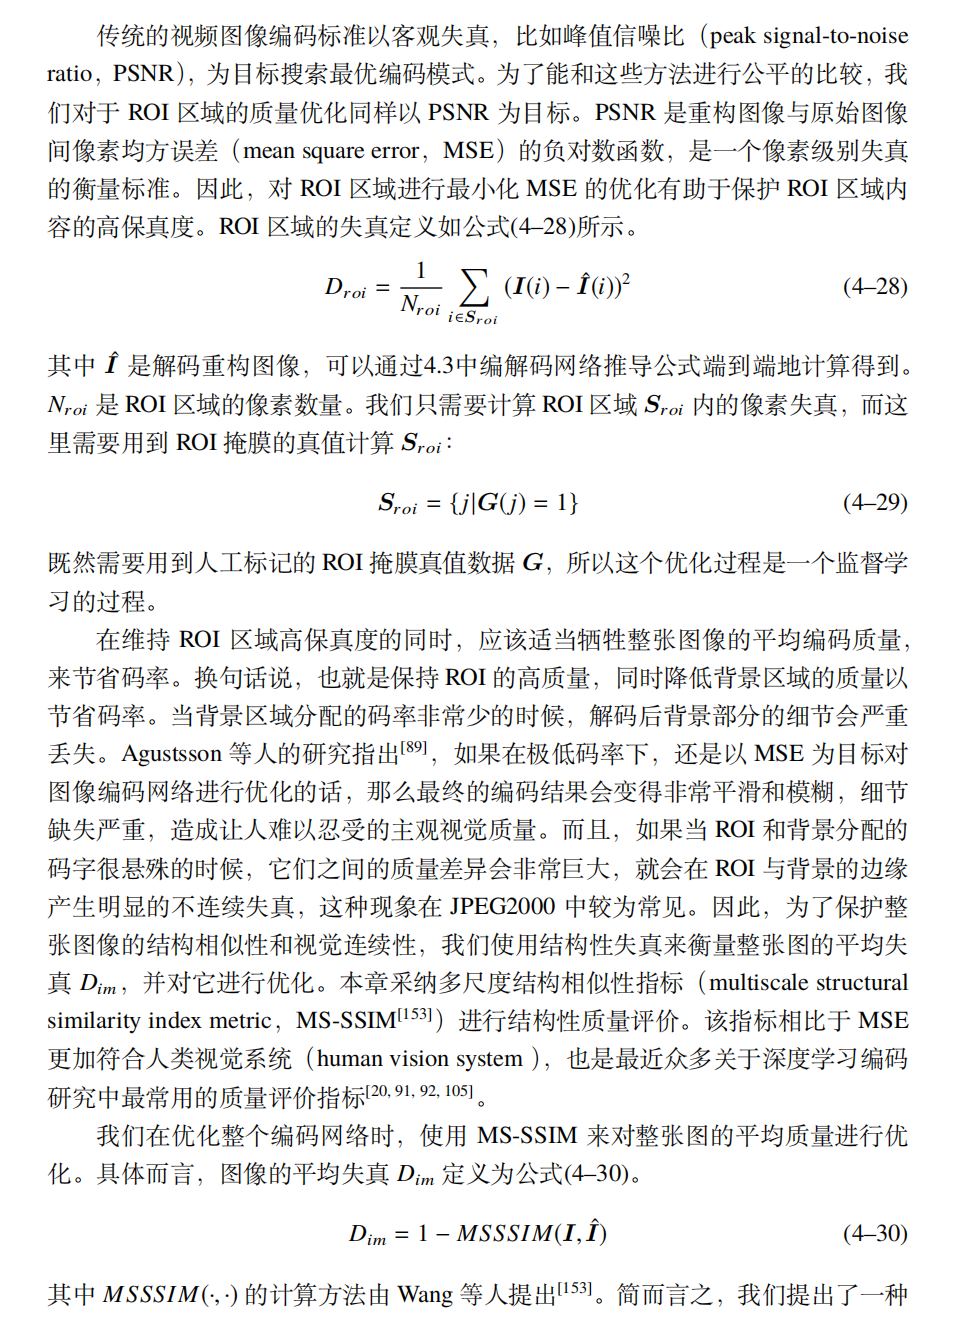 传统的视频图像编码标准以客观失真，比如峰值信噪比（peak signal-to-noise
ratio，PSNR），为目标搜索最优编码模式。为了能和这些方法进行公平的比较，我
们对于 ROI 区域的质量优化同样以 PSNR 为目标。PSNR 是重构图像与原始图像
间像素均方误差（mean square error，MSE）的负对数函数，是一个像素级别失真
的衡量标准。因此，对 ROI 区域进行最小化 MSE 的优化有助于保护 ROI 区域内
容的高保真度。ROI 区域的失真定义如公式(4–28)所示。
D_{roi} = \frac{1}{N_{roi}} \sum_{i∈S_{roi}} (I(i) − Î(i))² (4–28)
其中 Î 是解码重构图像，可以通过4.3中编解码网络推导公式端到端地计算得到。
N_{roi} 是 ROI 区域的像素数量。我们只需要计算 ROI 区域 S_{roi} 内的像素失真，而这
里需要用到 ROI 掩膜的真值计算 S_{roi}：
S_{roi} = {j|G(j) = 1} (4–29)
既然需要用到人工标记的 ROI 掩膜真值数据 G，所以这个优化过程是一个监督学
习的过程。
在维持 ROI 区域高保真度的同时，应该适当牺牲整张图像的平均编码质量，
来节省码率。换句话说，也就是保持 ROI 的高质量，同时降低背景区域的质量以
节省码率。当背景区域分配的码率非常少的时候，解码后背景部分的细节会严重
丢失。Agustsson 等人的研究指出[89]，如果在极低码率下，还是以 MSE 为目标对
图像编码网络进行优化的话，那么最终的编码结果会变得非常平滑和模糊，细节
缺失严重，造成让人难以忍受的主观视觉质量。而且，如果当 ROI 和背景分配的
码字很悬殊的时候，它们之间的质量差异会非常巨大，就会在 ROI 与背景的边缘
产生明显的不连续失真，这种现象在 JPEG2000 中较为常见。因此，为了保护整
张图像的结构相似性和视觉连续性，我们使用结构性失真来衡量整张图的平均失
真 D_{im}，并对它进行优化。本章采纳多尺度结构相似性指标（multiscale structural
similarity index metric，MS-SSIM[153]）进行结构性质量评价。该指标相比于 MSE
更加符合人类视觉系统（human vision system ），也是最近众多关于深度学习编码
研究中最常用的质量评价指标[20, 91, 92, 105]。
我们在优化整个编码网络时，使用 MS-SSIM 来对整张图的平均质量进行优
化。具体而言，图像的平均失真 D_{im} 定义为公式(4–30)。
D_{im} = 1 − MSSSIM(I, Î) (4–30)
其中 MSSSIM(·, ·) 的计算方法由 Wang 等人提出[153]。简而言之，我们提出了一种